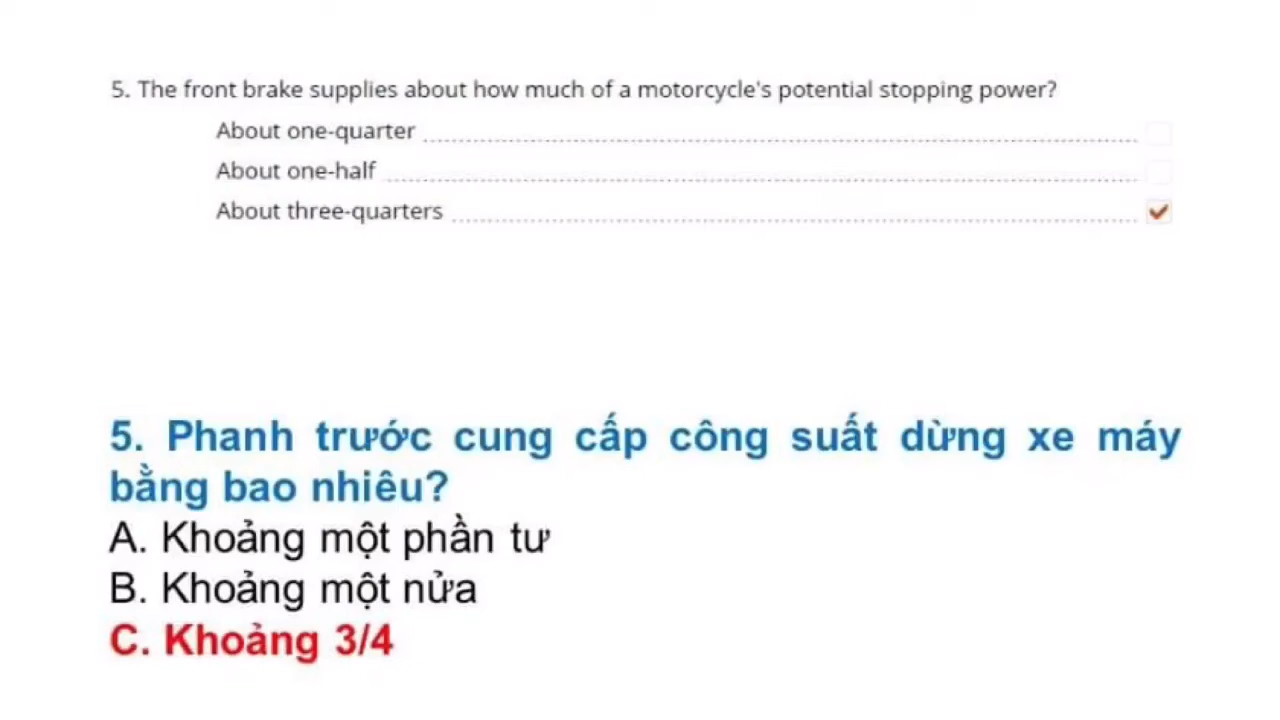 5. The front brake supplies about how much of a motorcycle's potential stopping power?
About one-quarter
About one-half
About three-quarters
5. Phanh trước cung cấp công suất dừng xe máy
bằng bao nhiêu?
A. Khoảng một phần tư
B. Khoảng một nửa
C. Khoảng 3/4